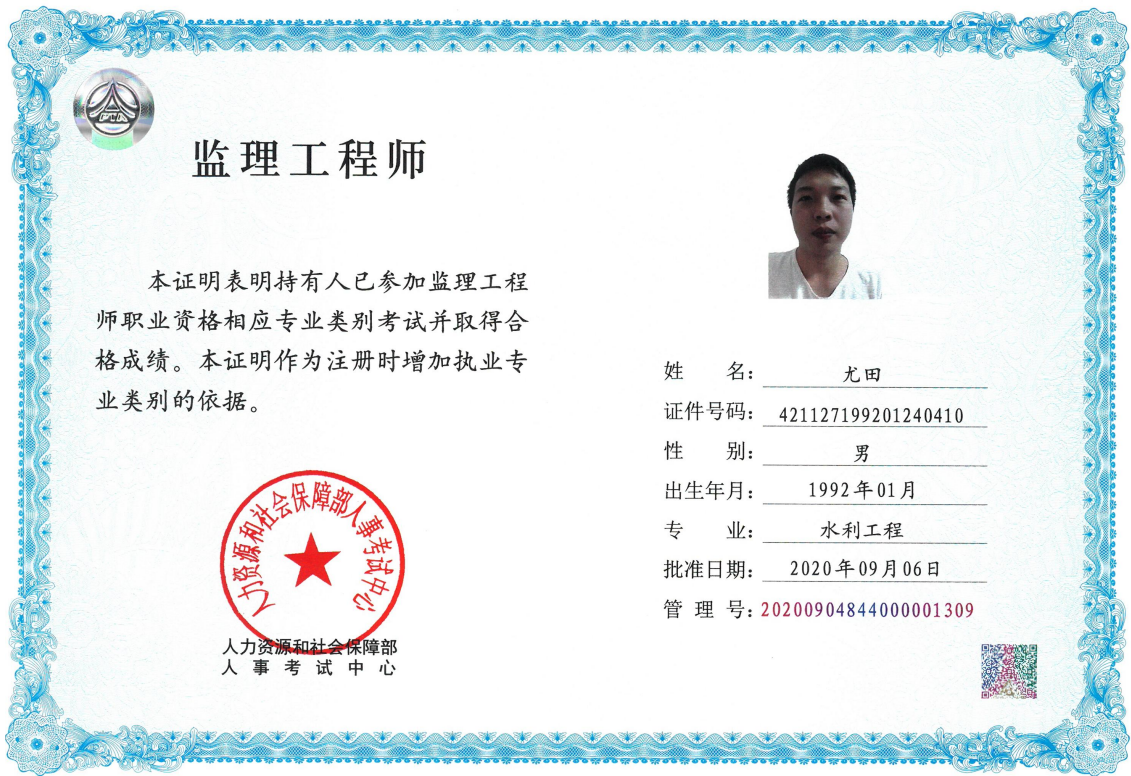 PTA
监理工程师
本证明表明持有人已参加监理工程
师职业资格相应专业类别考试并取得合
格成绩。本证明作为注册时增加执业专
业类别的依据。
人力资源和社会保障部人事考试中心
人力资源和社会保障部
人事考试中心
姓名：尤田
证件号码：421127199201240410
性别：男
出生年月：1992年01月
专业：水利工程
批准日期：2020年09月06日
管理号：20200904844000001309